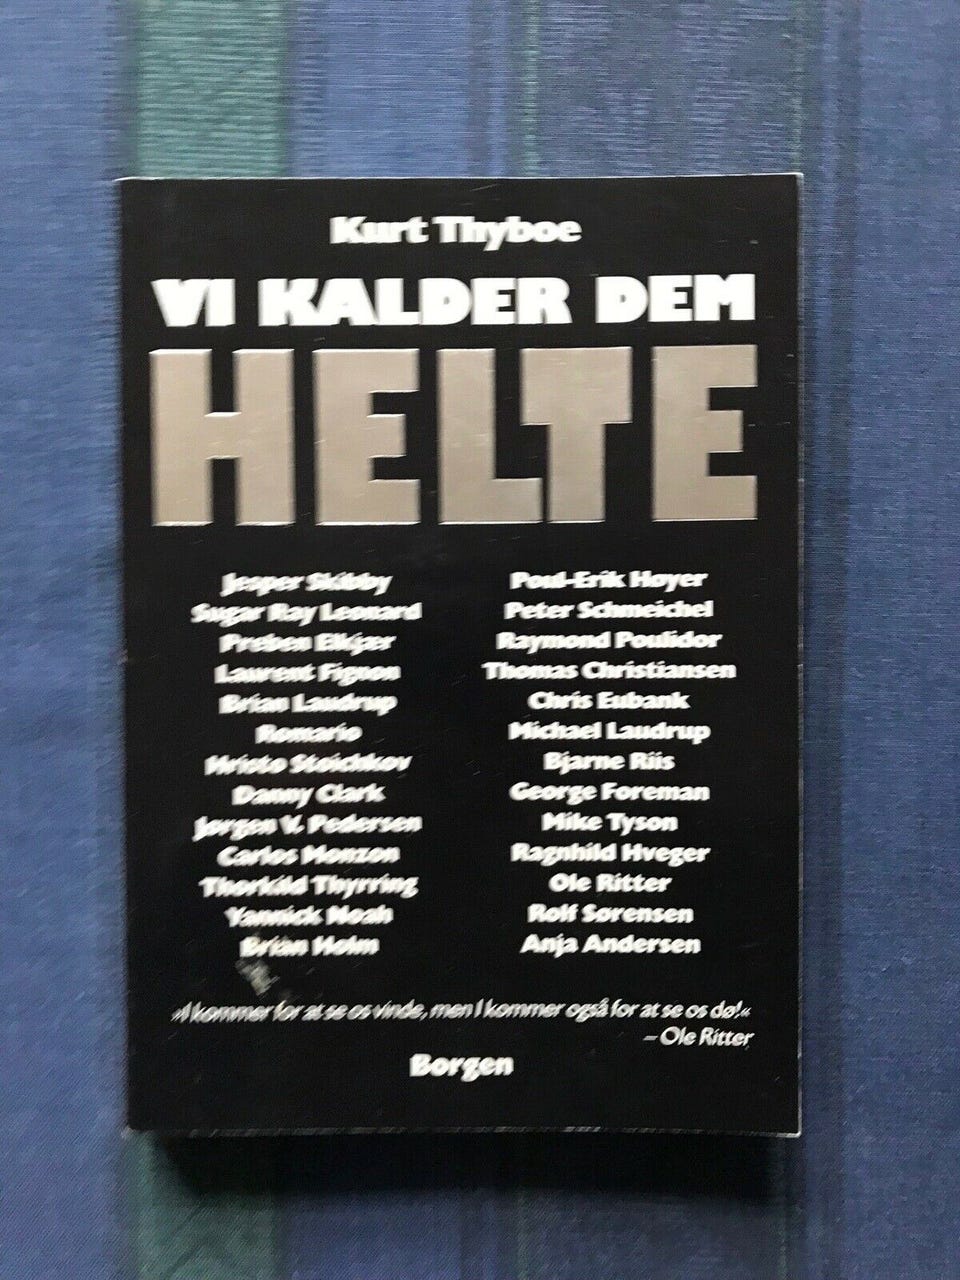 Kurt Thyboe
VI KALDER DEM
HELTE
Jesper Skibby
Sugar Ray Leonard
Preben Elkjær
Laurent Fignon
Brian Laudrup
Romario
Hristo Stoichkov
Danny Clark
Jørgen V. Pedersen
Carlos Monzon
Thorkild Thyrring
Yannick Noah
Brian Holm
Poul-Erik Høyer
Peter Schmeichel
Raymond Poulidor
Thomas Christiansen
Chris Eubank
Michael Laudrup
Bjarne Riis
George Foreman
Mike Tyson
Ragnhild Hveger
Ole Ritter
Rolf Sørensen
Anja Andersen
»I kommer for at se os vinde, men I kommer også for at se os dø!«
– Ole Ritter
Borgen